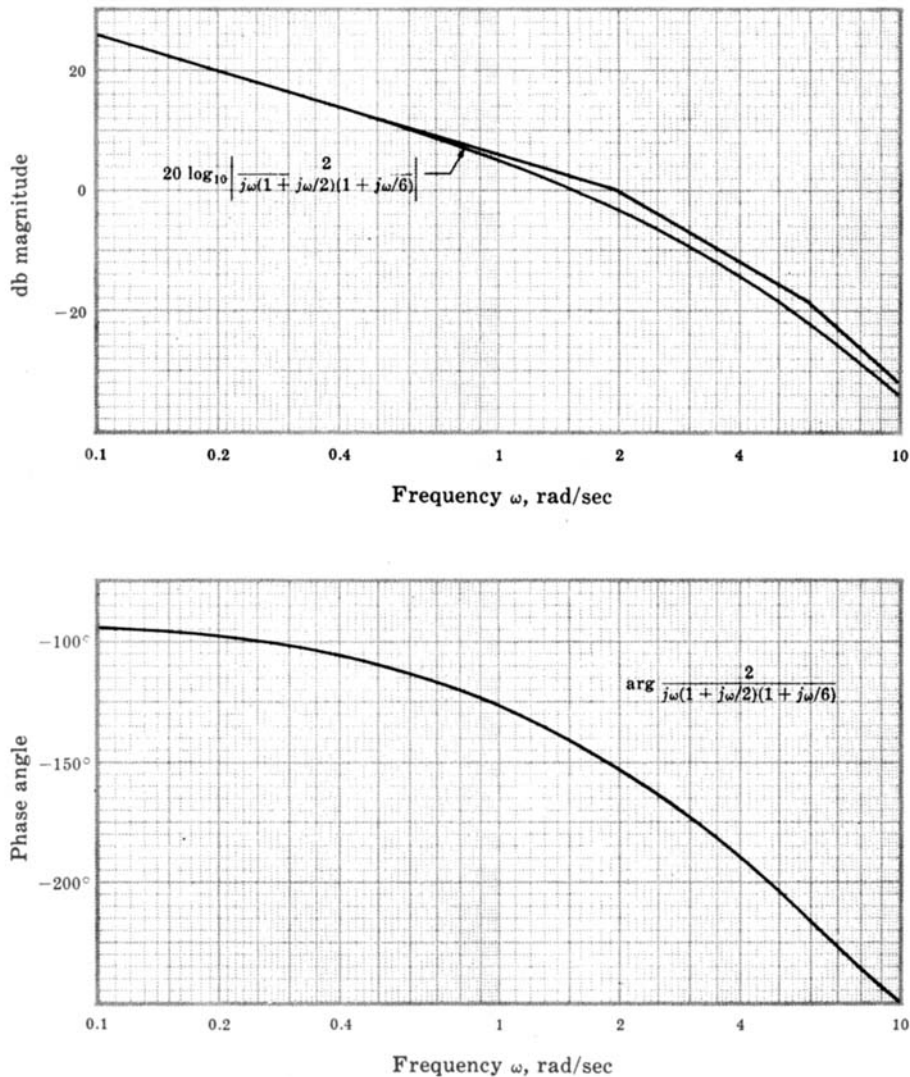 20
0
−20
db magnitude
20 log₁₀ | 2 / jω(1 + jω/2)(1 + jω/6) |
0.1 0.2 0.4 1 2 4 10
Frequency ω, rad/sec
−100°
−150°
−200°
Phase angle
arg 2 / jω(1 + jω/2)(1 + jω/6)
0.1 0.2 0.4 1 2 4 10
Frequency ω, rad/sec